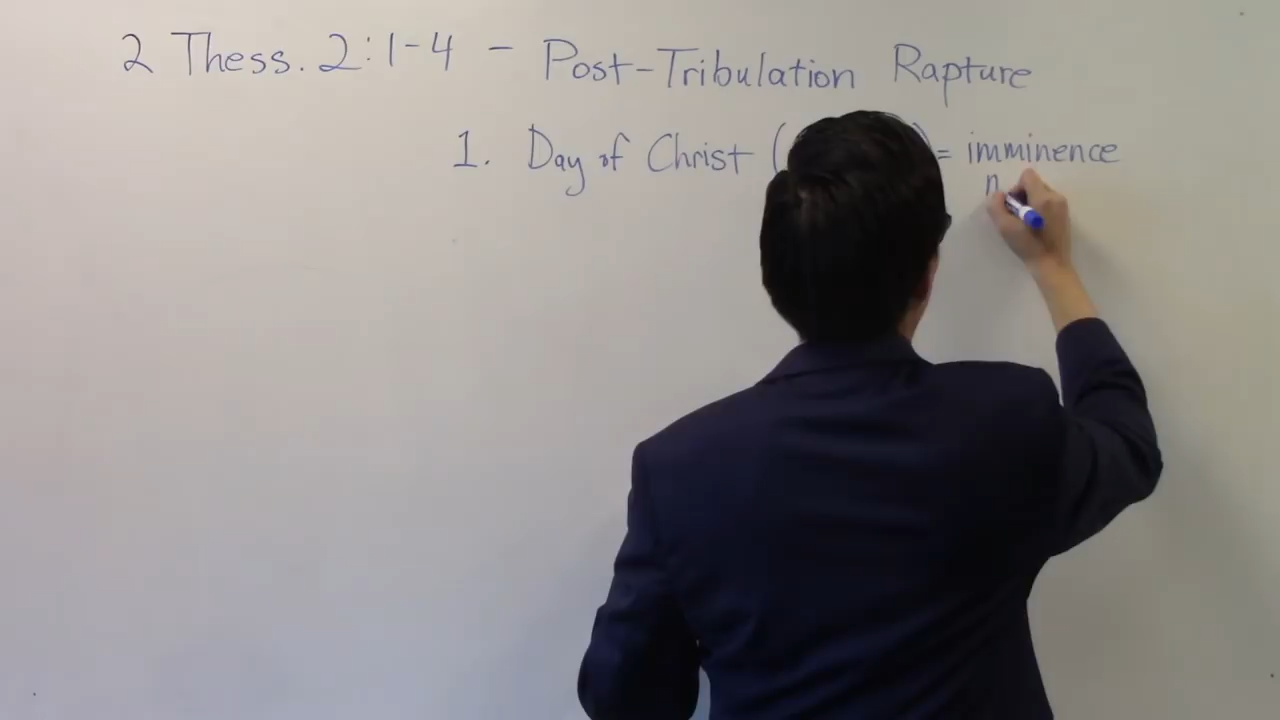 2 Thess. 2:1-4 - Post-Tribulation Rapture
1. Day of Christ ( ) = imminence
n